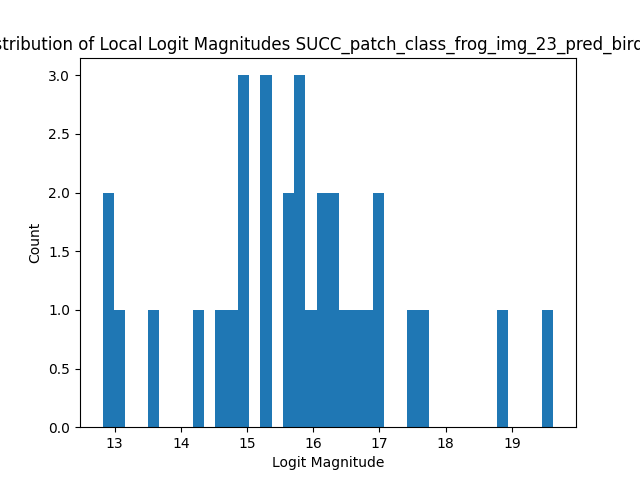 stribution of Local Logit Magnitudes SUCC_patch_class_frog_img_23_pred_bird
3.0
2.5
2.0
1.5
1.0
0.5
0.0
Count
13 14 15 16 17 18 19
Logit Magnitude